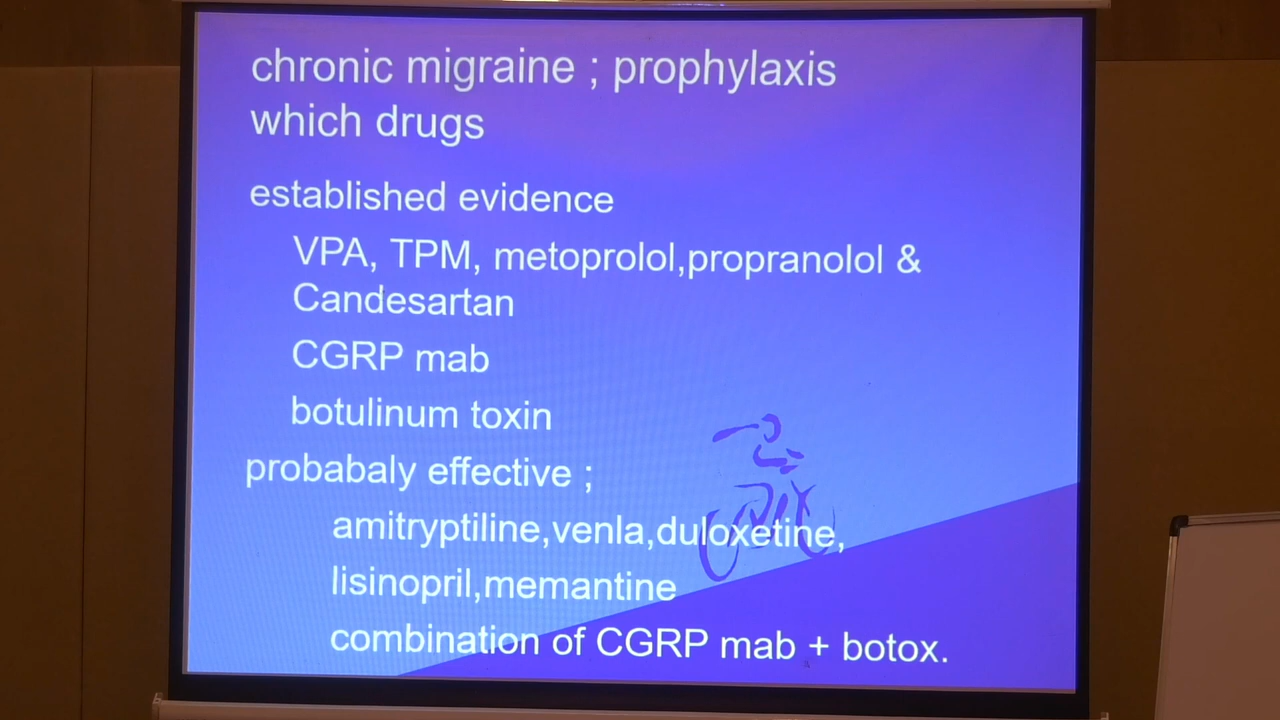 chronic migraine ; prophylaxis
which drugs
established evidence
VPA, TPM, metoprolol,propranolol &
Candesartan
CGRP mab
botulinum toxin
probabaly effective ;
amitryptiline,venla,duloxetine,
lisinopril,memantine
combination of CGRP mab + botox.